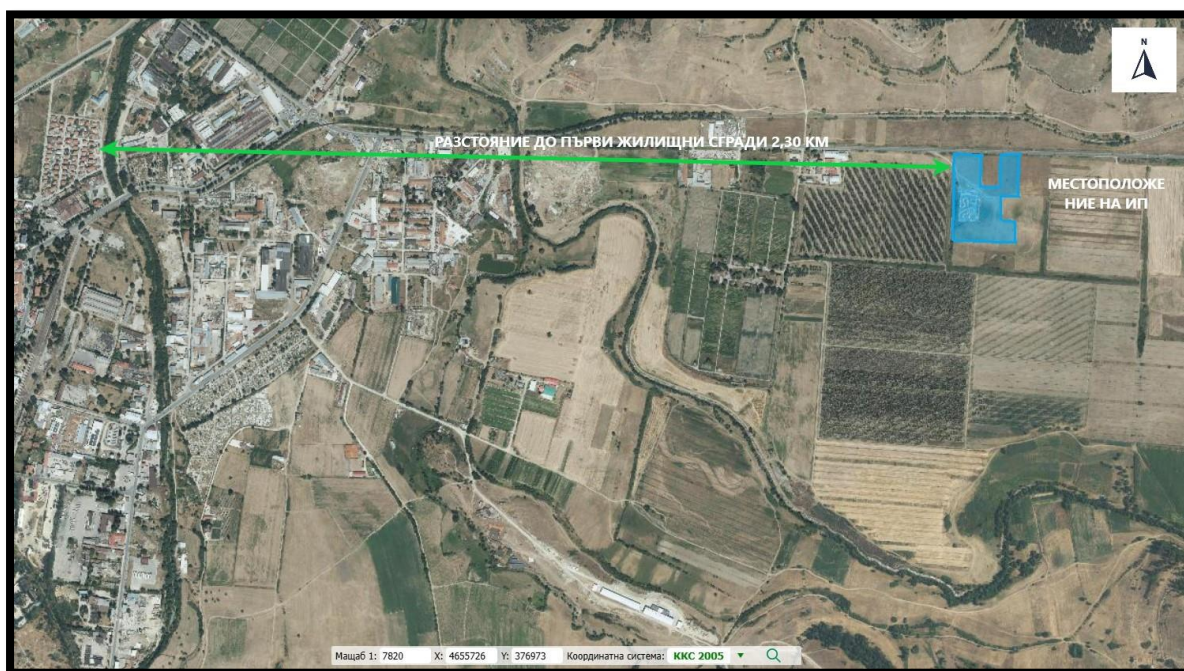 N
РАЗСТОЯНИЕ ДО ПЪРВИ ЖИЛИЩНИ СГРАДИ 2,30 КМ
МЕСТОПОЛОЖЕ
НИЕ НА ИП
Мащаб 1: 7820 X: 4655726 Y: 376973 Координатна система: ККС 2005